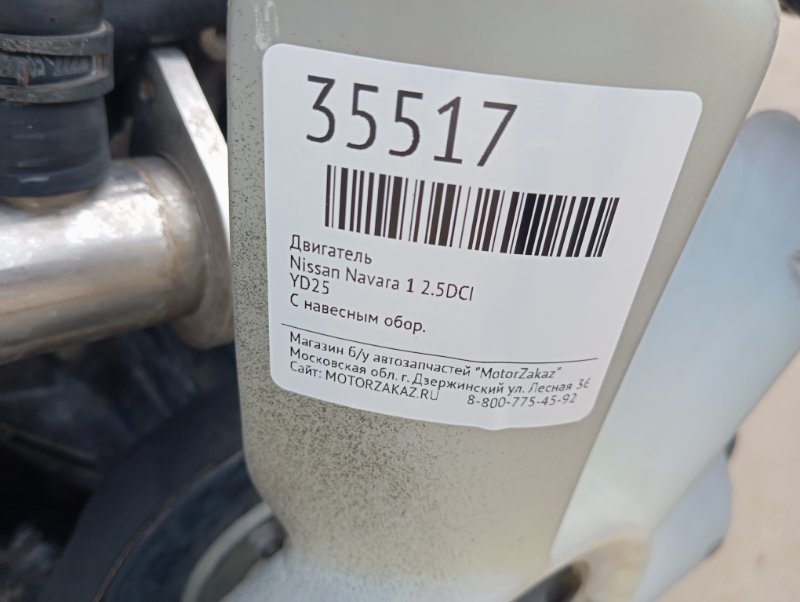 35517
Двигатель
Nissan Navara 1 2.5DCI
YD25
С навесным обор.
Магазин б/у автозапчастей "MotorZakaz"
Московская обл. г. Дзержинский ул. Лесная 3Б
Сайт: MOTORZAKAZ.RU 8-800-775-45-92